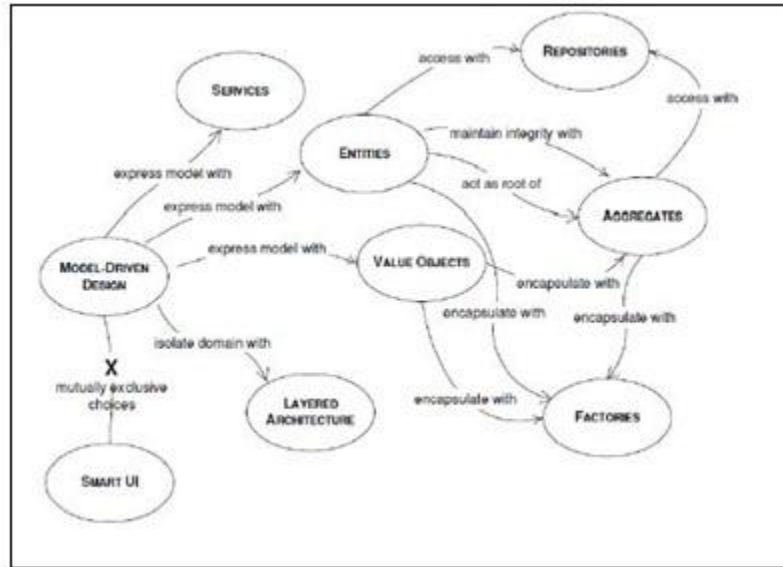 REPOSITORIES
access with
SERVICES
access with
maintain integrity with
ENTITIES
express model with
act as root of
express model with
AGGREGATES
express model with
VALUE OBJECTS
MODEL-DRIVEN
DESIGN
encapsulate with
encapsulate with
encapsulate with
isolate domain with
X
mutually exclusive
choices
encapsulate with
LAYERED
ARCHITECTURE
FACTORIES
SMART UI